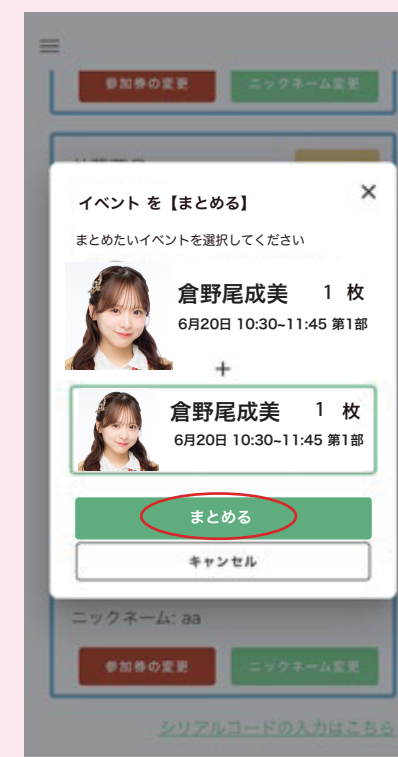 参加券の変更 ニックネーム変更
イベント を【まとめる】
まとめたいイベントを選択してください
倉野尾成美 1 枚
6月20日 10:30~11:45 第1部
+
倉野尾成美 1 枚
6月20日 10:30~11:45 第1部
まとめる
キャンセル
ニックネーム: aa
参加券の変更 ニックネーム変更
シリアルコードの入力はこちら